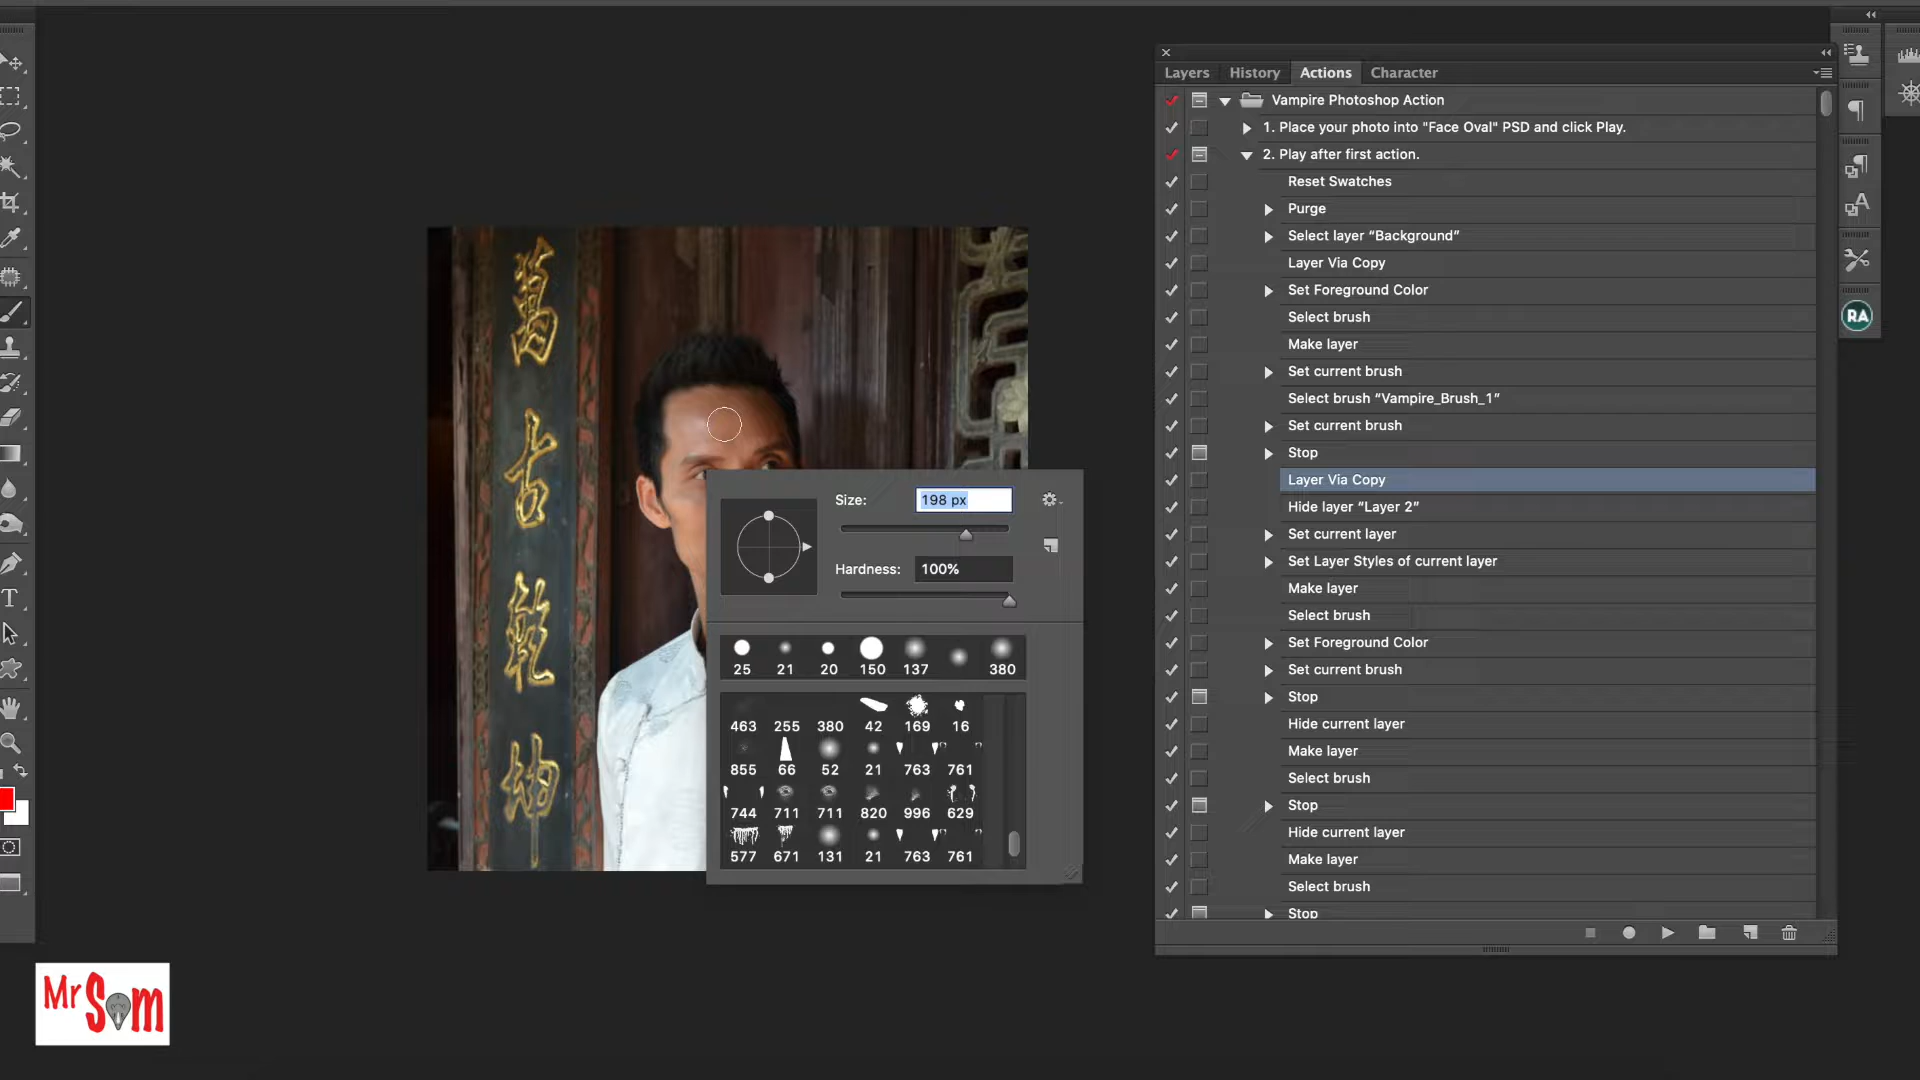 Layers History Actions Character
Vampire Photoshop Action
1. Place your photo into "Face Oval" PSD and click Play.
2. Play after first action.
Reset Swatches
Purge
Select layer “Background”
Layer Via Copy
Set Foreground Color
Select brush
Make layer
Set current brush
Select brush “Vampire_Brush_1”
Set current brush
Stop
Layer Via Copy
Hide layer “Layer 2”
Set current layer
Set Layer Styles of current layer
Make layer
Select brush
Set Foreground Color
Set current brush
Stop
Hide current layer
Make layer
Select brush
Stop
Hide current layer
Make layer
Select brush
Stop
RA
萬
古
乾
坤
Size: 198 px
Hardness: 100%
25 21 20 150 137 380
463 255 380 42 169 16
855 66 52 21 763 761
744 711 711 820 996 629
577 671 131 21 763 761
Mr Som